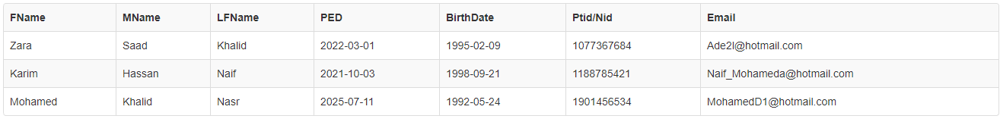 FName MName LFName PED BirthDate Ptid/Nid Email
Zara Saad Khalid 2022-03-01 1995-02-09 1077367684 Ade2l@hotmail.com
Karim Hassan Naif 2021-10-03 1998-09-21 1188785421 Naif_Mohameda@hotmail.com
Mohamed Khalid Nasr 2025-07-11 1992-05-24 1901456534 MohamedD1@hotmail.com